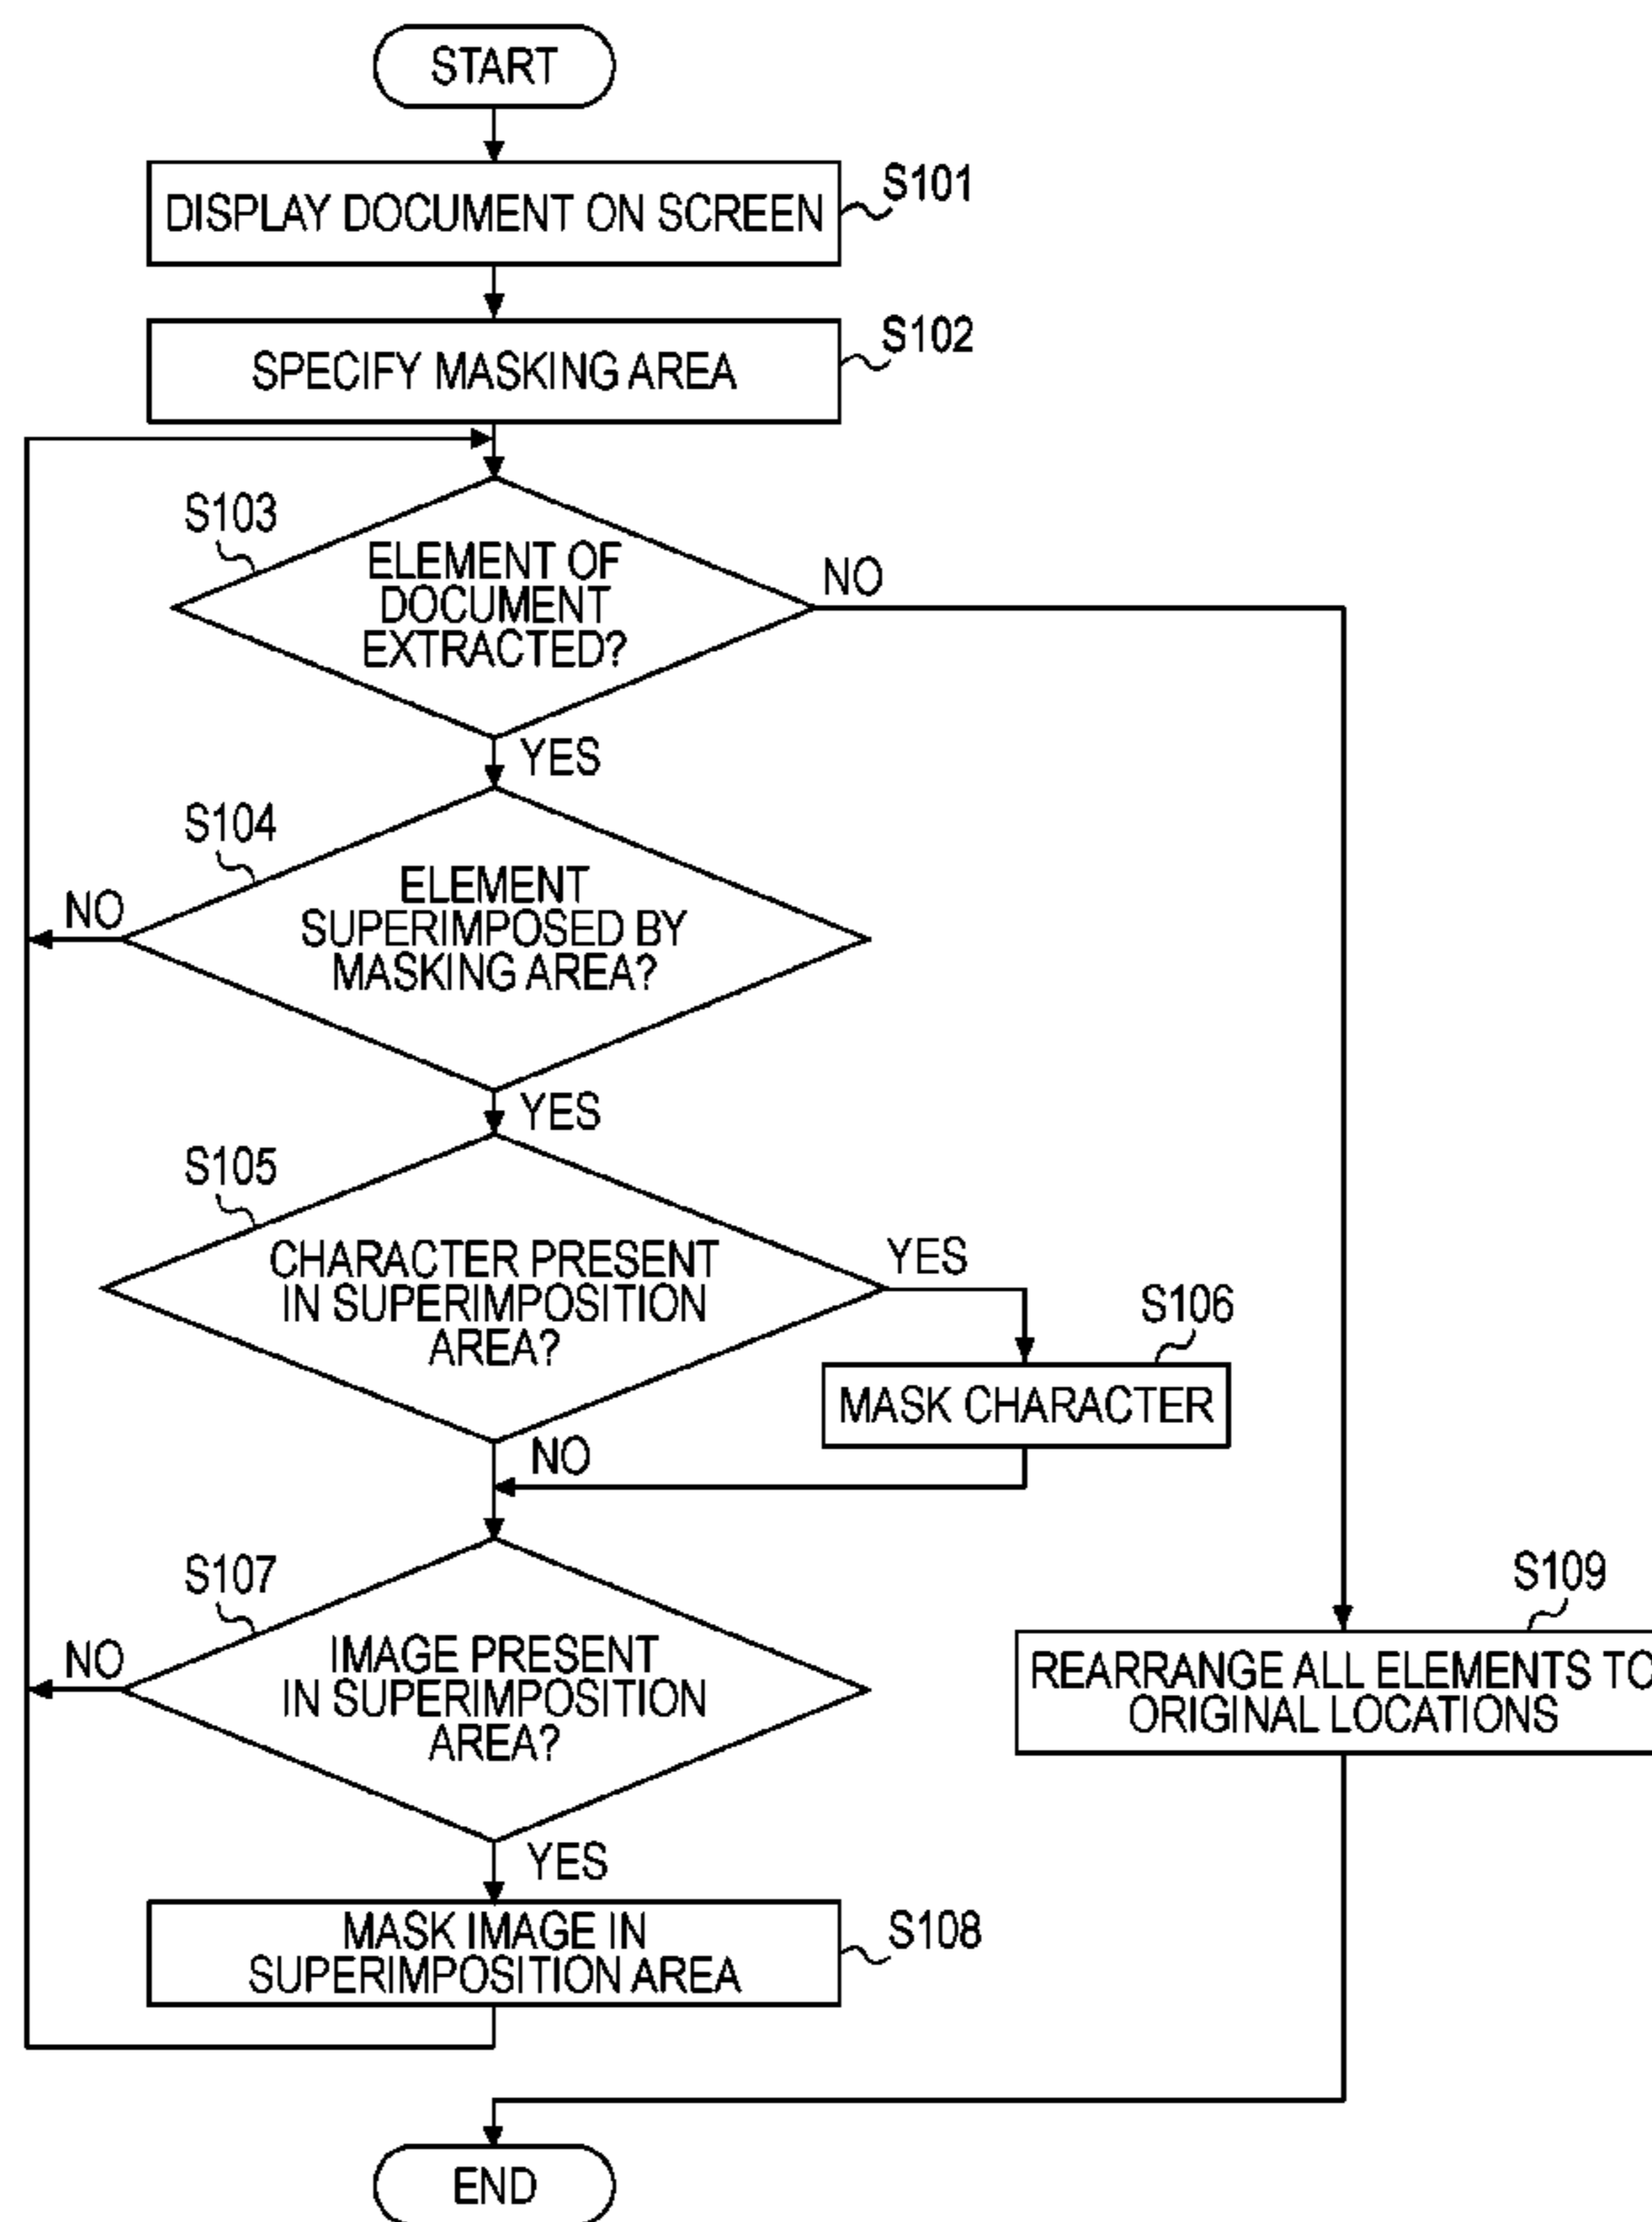 START
DISPLAY DOCUMENT ON SCREEN
S101
SPECIFY MASKING AREA
S102
S103
ELEMENT OF
DOCUMENT
EXTRACTED?
NO
YES
S104
ELEMENT
SUPERIMPOSED BY
MASKING AREA?
NO
YES
S105
CHARACTER PRESENT
IN SUPERIMPOSITION
AREA?
YES
S106
MASK CHARACTER
NO
S107
IMAGE PRESENT
IN SUPERIMPOSITION
AREA?
NO
YES
S109
REARRANGE ALL ELEMENTS TO
ORIGINAL LOCATIONS
MASK IMAGE IN
SUPERIMPOSITION AREA
S108
END